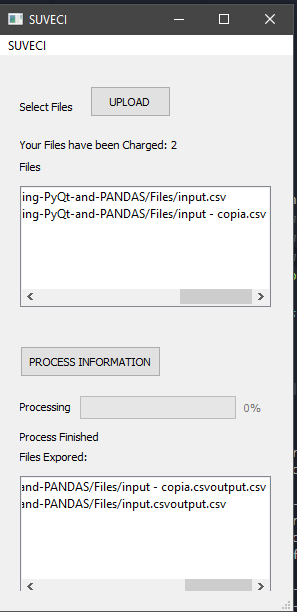 SUVECI
SUVECI
Select Files
UPLOAD
Your Files have been Charged: 2
Files
ing-PyQt-and-PANDAS/Files/input.csv
ing-PyQt-and-PANDAS/Files/input - copia.csv
PROCESS INFORMATION
Processing
0%
Process Finished
Files Expored:
and-PANDAS/Files/input - copia.csvoutput.csv
and-PANDAS/Files/input.csvoutput.csv